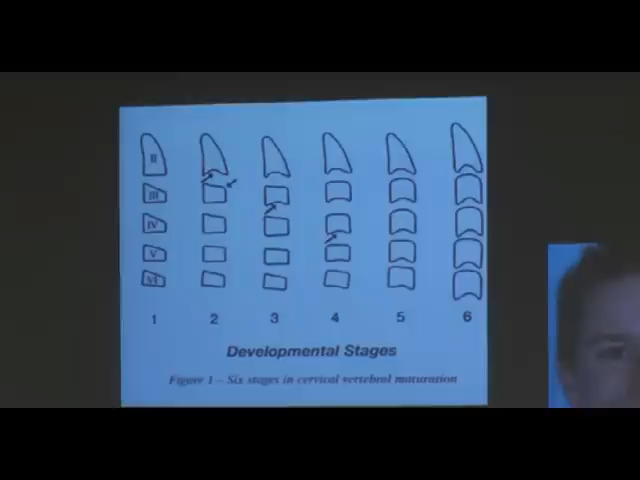 II
III
IV
V
VI
1 2 3 4 5 6
Developmental Stages
Figure 1 – Six stages in cervical vertebral maturation